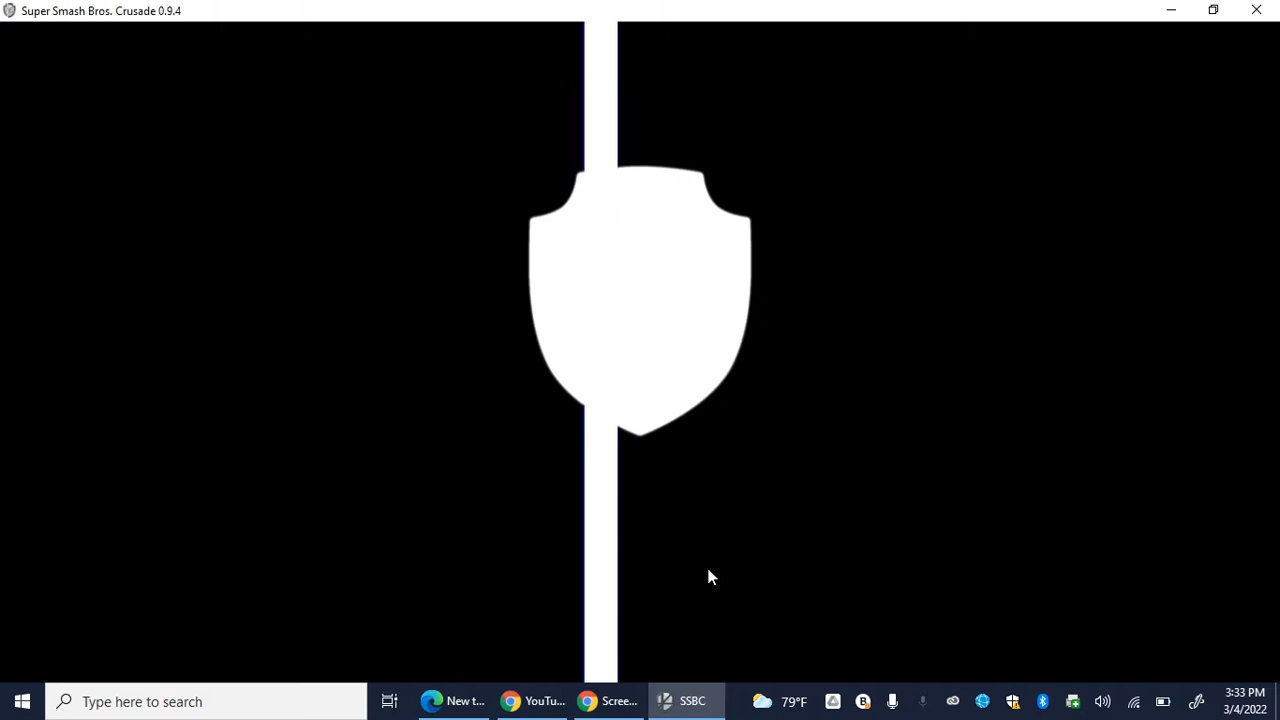 Super Smash Bros. Crusade 0.9.4
Type here to search
New t...
YouTu...
Scree...
SSBC
79°F
3:33 PM
3/4/2022